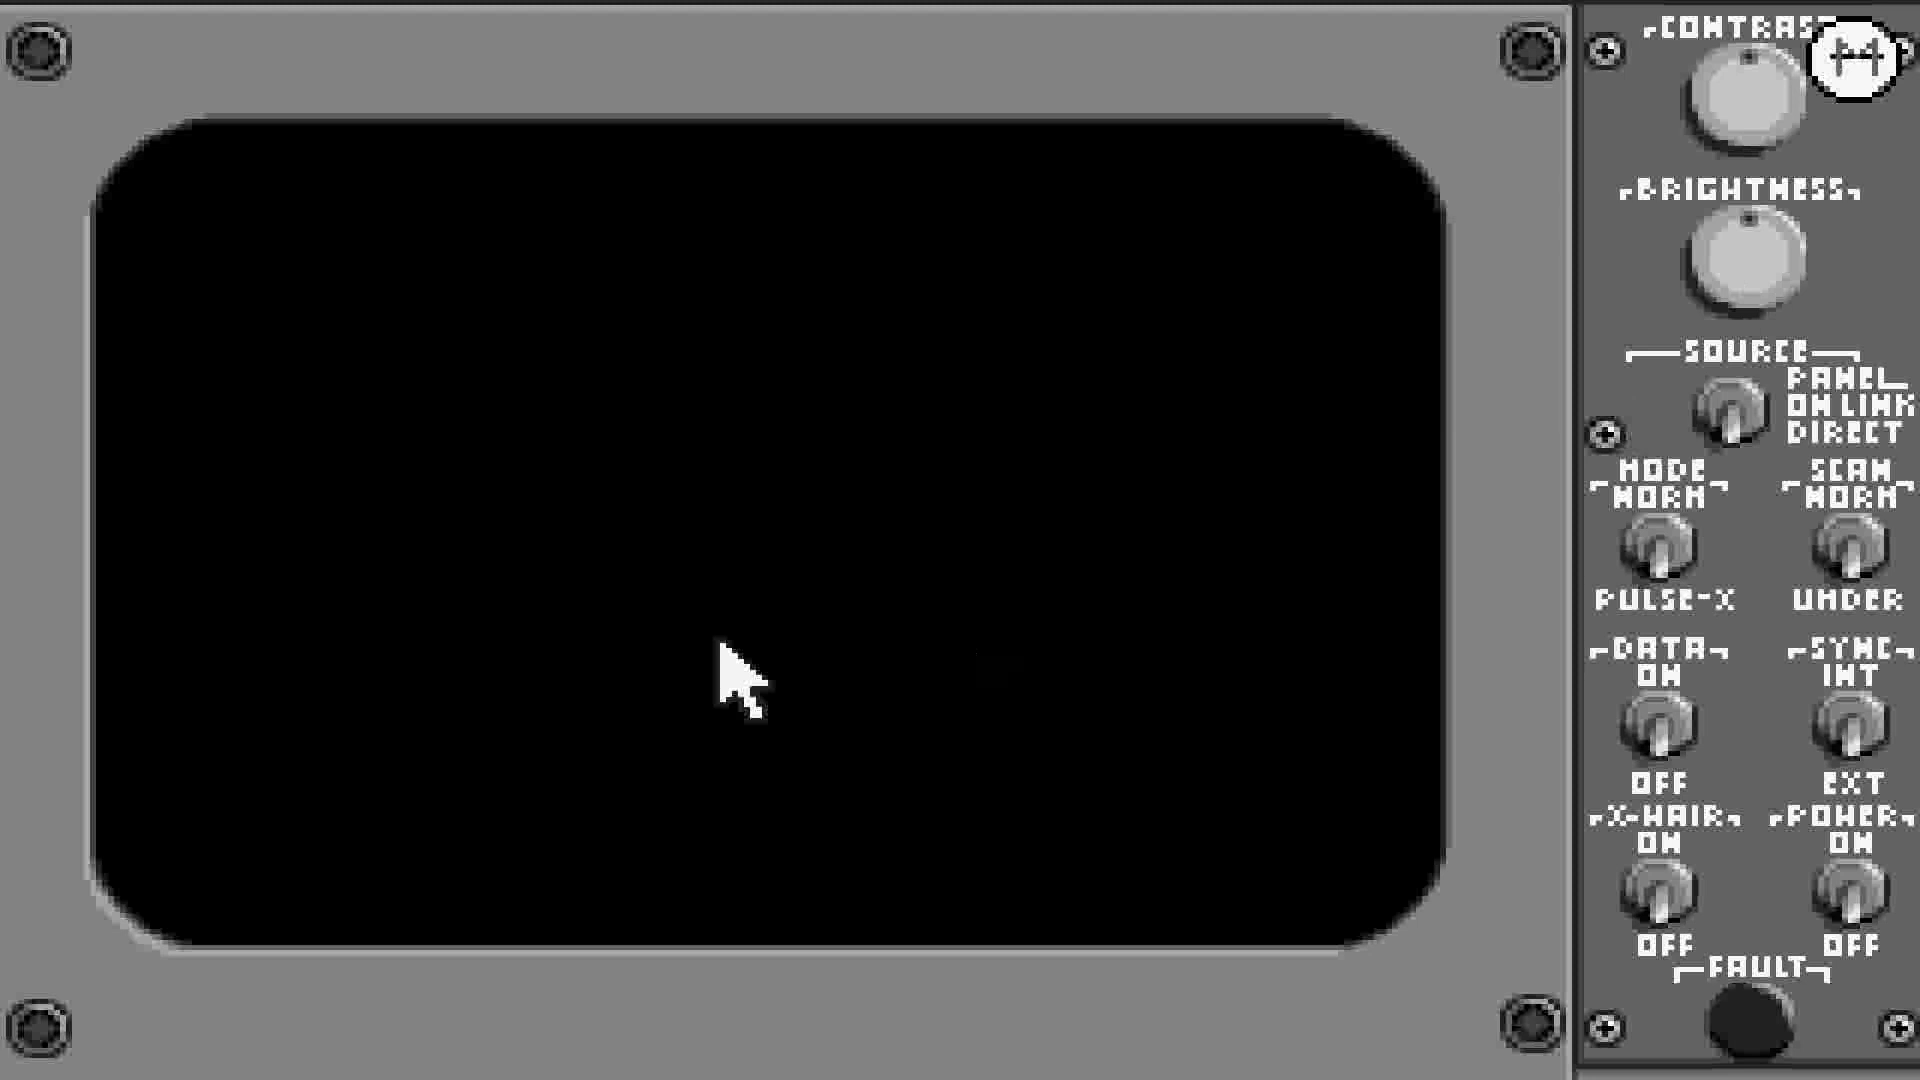 CONTRAS
BRIGHTNESS
SOURCE
PANEL
ON LINK
DIRECT
MODE
NORM
SCAN
NORM
PULSE-X
UNDER
DATA
ON
SYNC
INT
OFF
EXT
X-HAIR
ON
POWER
ON
OFF
OFF
FAULT